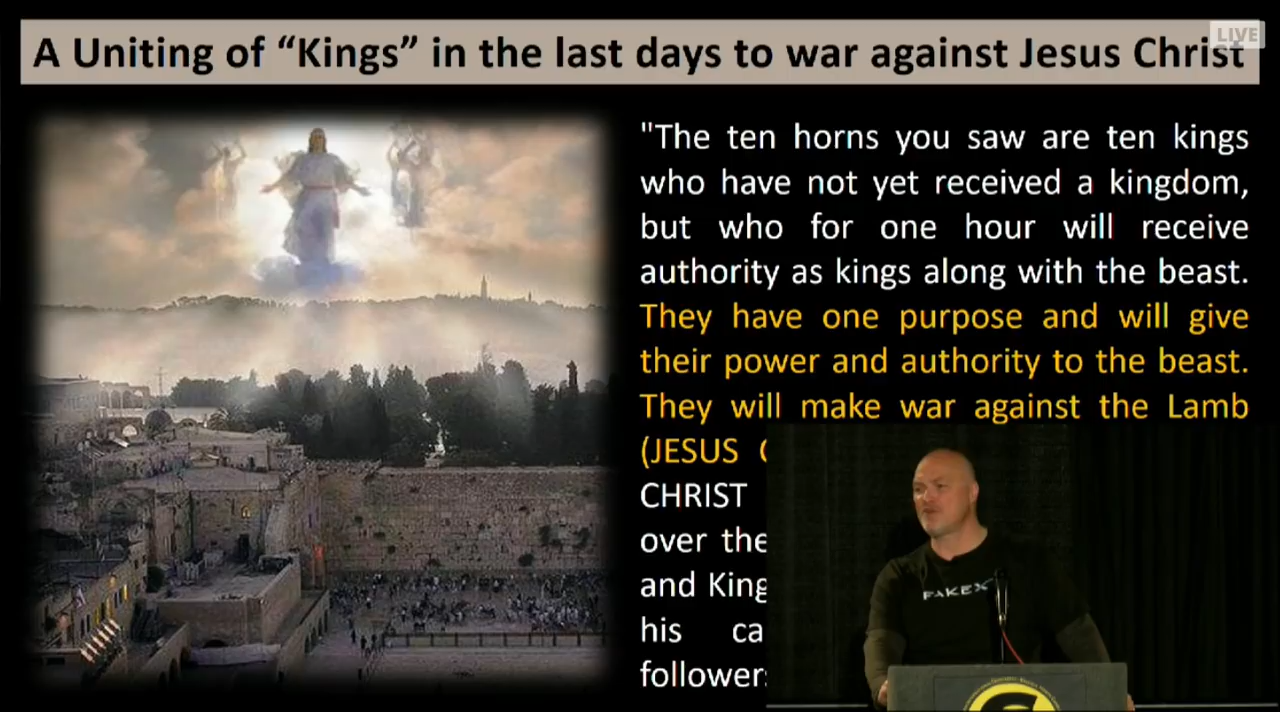 A Uniting of “Kings” in the last days to war against Jesus Christ
LIVE
"The ten horns you saw are ten kings
who have not yet received a kingdom,
but who for one hour will receive
authority as kings along with the beast.
They have one purpose and will give
their power and authority to the beast.
They will make war against the Lamb
(JESUS
CHRIST
over the
and King
his ca
followers
FAKEX